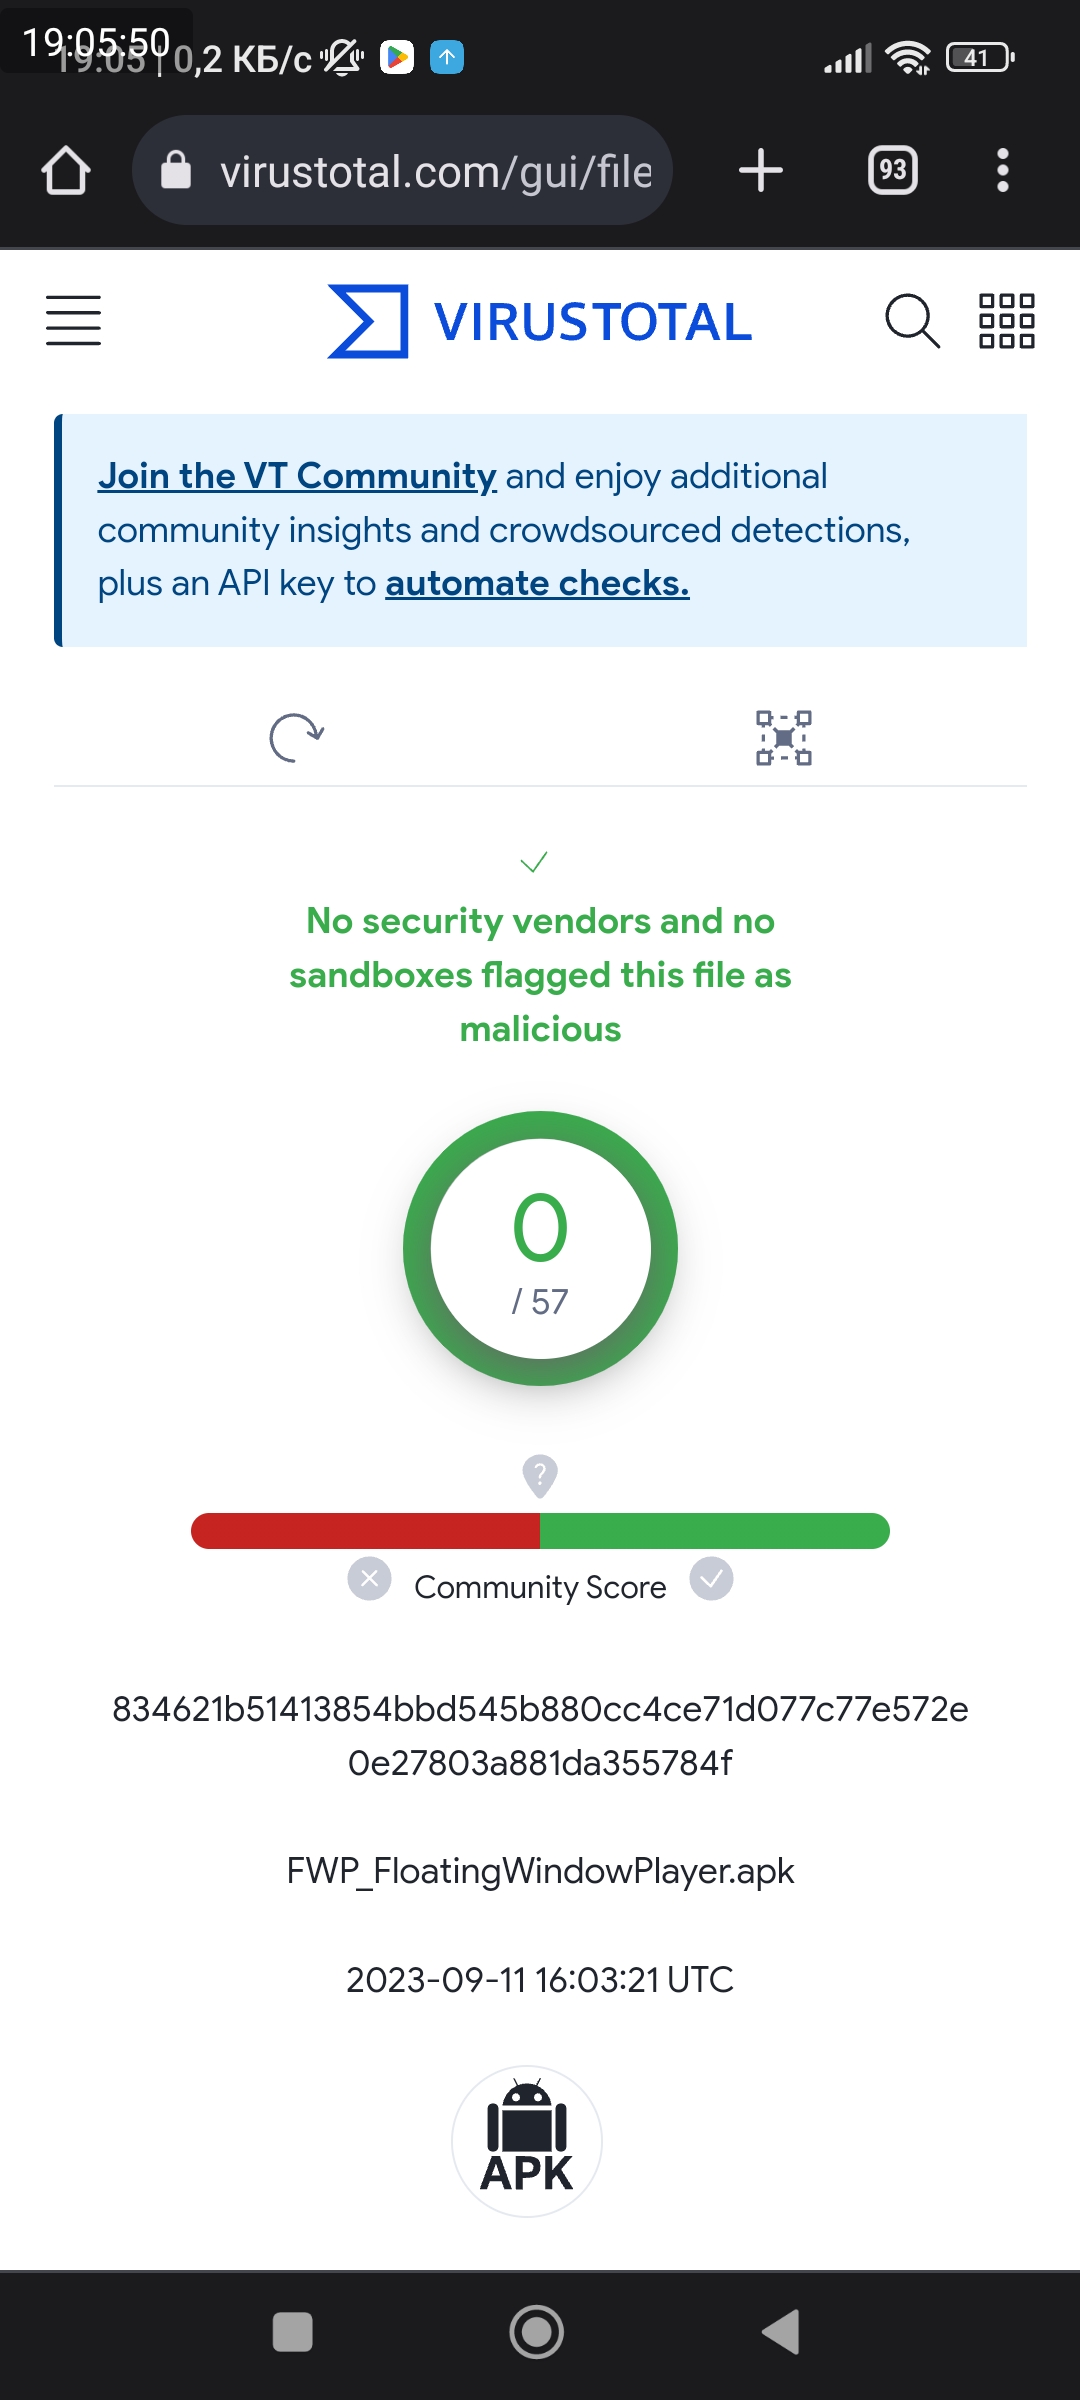 19:05:50
19:05 | 0,2 КБ/с
41
virustotal.com/gui/file
93
VIRUSTOTAL
Join the VT Community and enjoy additional
community insights and crowdsourced detections,
plus an API key to automate checks.
No security vendors and no
sandboxes flagged this file as
malicious
0
/ 57
?
Community Score
834621b51413854bbd545b880cc4ce71d077c77e572e
0e27803a881da355784f
FWP_FloatingWindowPlayer.apk
2023-09-11 16:03:21 UTC
APK